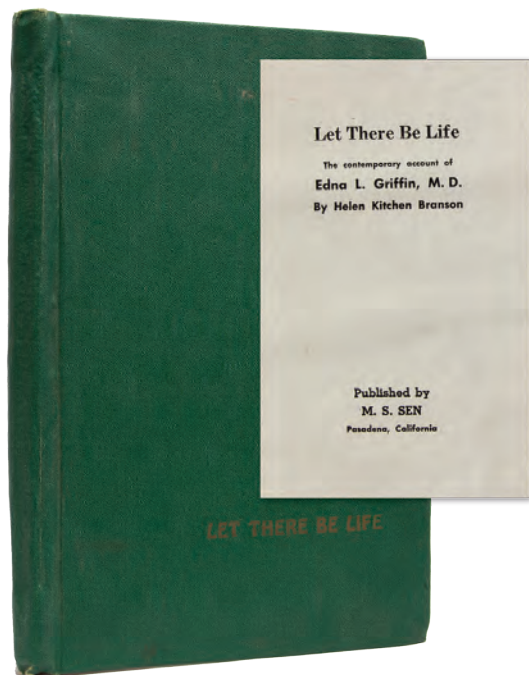 Let There Be Life
The contemporary account of
Edna L. Griffin, M. D.
By Helen Kitchen Branson
Published by
M. S. SEN
Pasadena, California
LET THERE BE LIFE